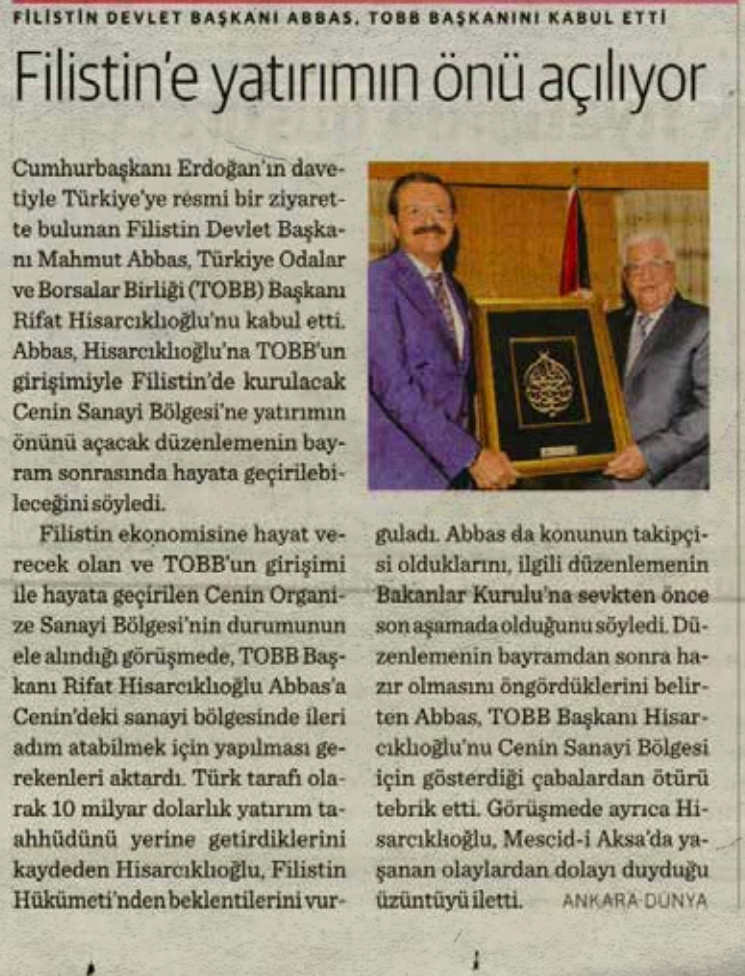 FİLİSTİN DEVLET BAŞKANI ABBAS, TOBB BAŞKANINI KABUL ETTİ
Filistin'e yatırımın önü açılıyor
Cumhurbaşkanı Erdoğan'ın dave-
tiyle Türkiye'ye resmi bir ziyaret-
te bulunan Filistin Devlet Başka-
nı Mahmut Abbas, Türkiye Odalar
ve Borsalar Birliği (TOBB) Başkanı
Rifat Hisarcıklıoğlu'nu kabul etti.
Abbas, Hisarcıklıoğlu'na TOBB'un
girişimiyle Filistin'de kurulacak
Cenin Sanayi Bölgesi'ne yatırımın
önünü açacak düzenlemenin bay-
ram sonrasında hayata geçirilebi-
leceğini söyledi.
Filistin ekonomisine hayat ve-
recek olan ve TOBB'un girişimi
ile hayata geçirilen Cenin Organi-
ze Sanayi Bölgesi'nin durumunun
ele alındığı görüşmede, TOBB Baş-
kanı Rifat Hisarcıklıoğlu Abbas'a
Cenin'deki sanayi bölgesinde ileri
adım atabilmek için yapılması ge-
rekenleri aktardı. Türk tarafı ola-
rak 10 milyar dolarlık yatırım ta-
ahhüdünü yerine getirdiklerini
kaydeden Hisarcıklıoğlu, Filistin
Hükümeti'nden beklentilerini vur-
guladı. Abbas da konunun takipçi-
si olduklarını, ilgili düzenlemenin
Bakanlar Kurulu'na sevkten önce
son aşamada olduğunu söyledi. Dü-
zenlemenin bayramdan sonra ha-
zır olmasını öngördüklerini belir-
ten Abbas, TOBB Başkanı Hisar-
cıklıoğlu'nu Cenin Sanayi Bölgesi
için gösterdiği çabalardan ötürü
tebrik etti. Görüşmede ayrıca Hi-
sarcıklıoğlu, Mescid-i Aksa'da ya-
şanan olaylardan dolayı duyduğu
üzüntüyü iletti. ANKARA-DÜNYA